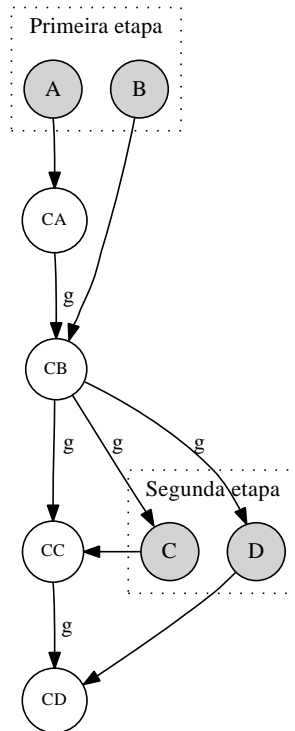 Primeira etapa
A B
CA
g
CB
g g g
Segunda etapa
CC C D
g
CD